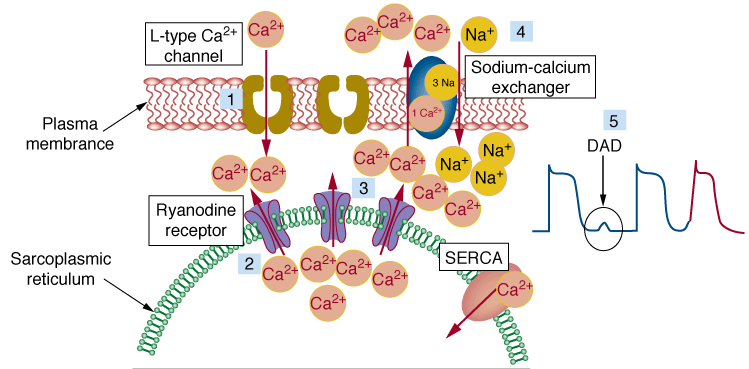 L-type Ca2+
channel
Ca2+
Ca2+
Ca2+
Ca2+
Na+
4
Sodium-calcium
exchanger
3 Na
1 Ca2+
1
Plasma
membrance
Ca2+
Ca2+
Ca2+
Ca2+
Na+
Na+
Na+
Ca2+
Ca2+
3
Ryanodine
receptor
2
Ca2+
Ca2+
Ca2+
Ca2+
Ca2+
Sarcoplasmic
reticulum
SERCA
Ca2+
5
DAD